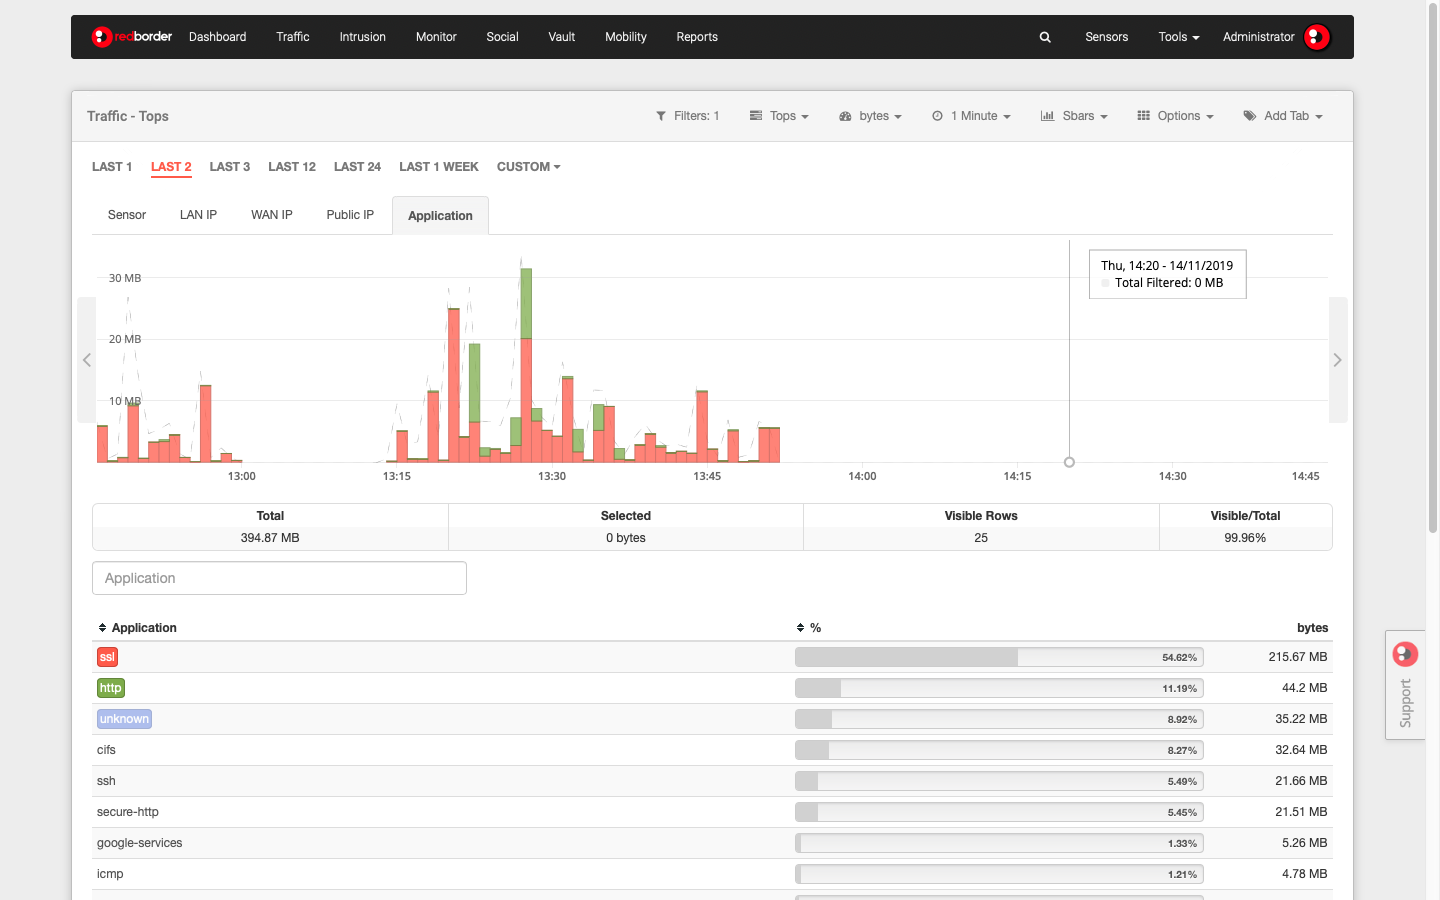 redborder Dashboard Traffic Intrusion Monitor Social Vault Mobility Reports Sensors Tools Administrator
Traffic - Tops Filters: 1 Tops bytes 1 Minute Sbars Options Add Tab
LAST 1 LAST 2 LAST 3 LAST 12 LAST 24 LAST 1 WEEK CUSTOM
Sensor LAN IP WAN IP Public IP Application
Thu, 14:20 - 14/11/2019
Total Filtered: 0 MB
30 MB
20 MB
10 MB
13:00 13:15 13:30 13:45 14:00 14:15 14:30 14:45
Total Selected Visible Rows Visible/Total
394.87 MB 0 bytes 25 99.96%
Application
Application % bytes
ssl 54.62% 215.67 MB
http 11.19% 44.2 MB
unknown 8.92% 35.22 MB
cifs 8.27% 32.64 MB
ssh 5.49% 21.66 MB
secure-http 5.45% 21.51 MB
google-services 1.33% 5.26 MB
icmp 1.21% 4.78 MB
Support